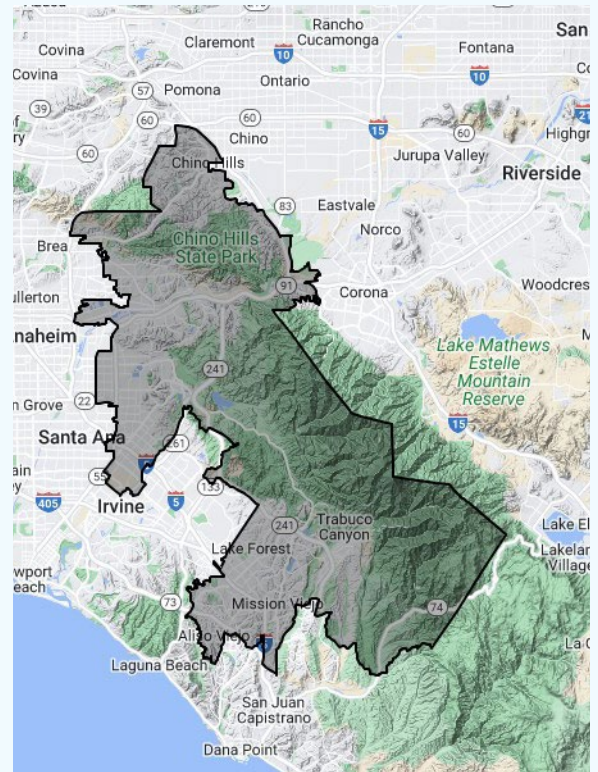 Rancho
Cucamonga
San
Covina
Claremont
10
Fontana
Covina
Ontario
10
57
Pomona
39
60
60
Chino
15
60
Highgr
60
Chino Hills
Jurupa Valley
Riverside
83
Eastvale
Norco
Brea
Chino Hills
State Park
Woodcres
ullerton
91
Corona
naheim
Lake Mathews
Estelle
Mountain
Reserve
241
n Grove
22
15
Santa Ana
261
ain
ey
55
133
405
Irvine
5
241
Trabuco
Canyon
Lake El
Lake Forest
Lakelan
Village
wport
each
73
Mission Viejo
74
Aliso Viejo
La C
Laguna Beach
San Juan
Capistrano
Dana Point